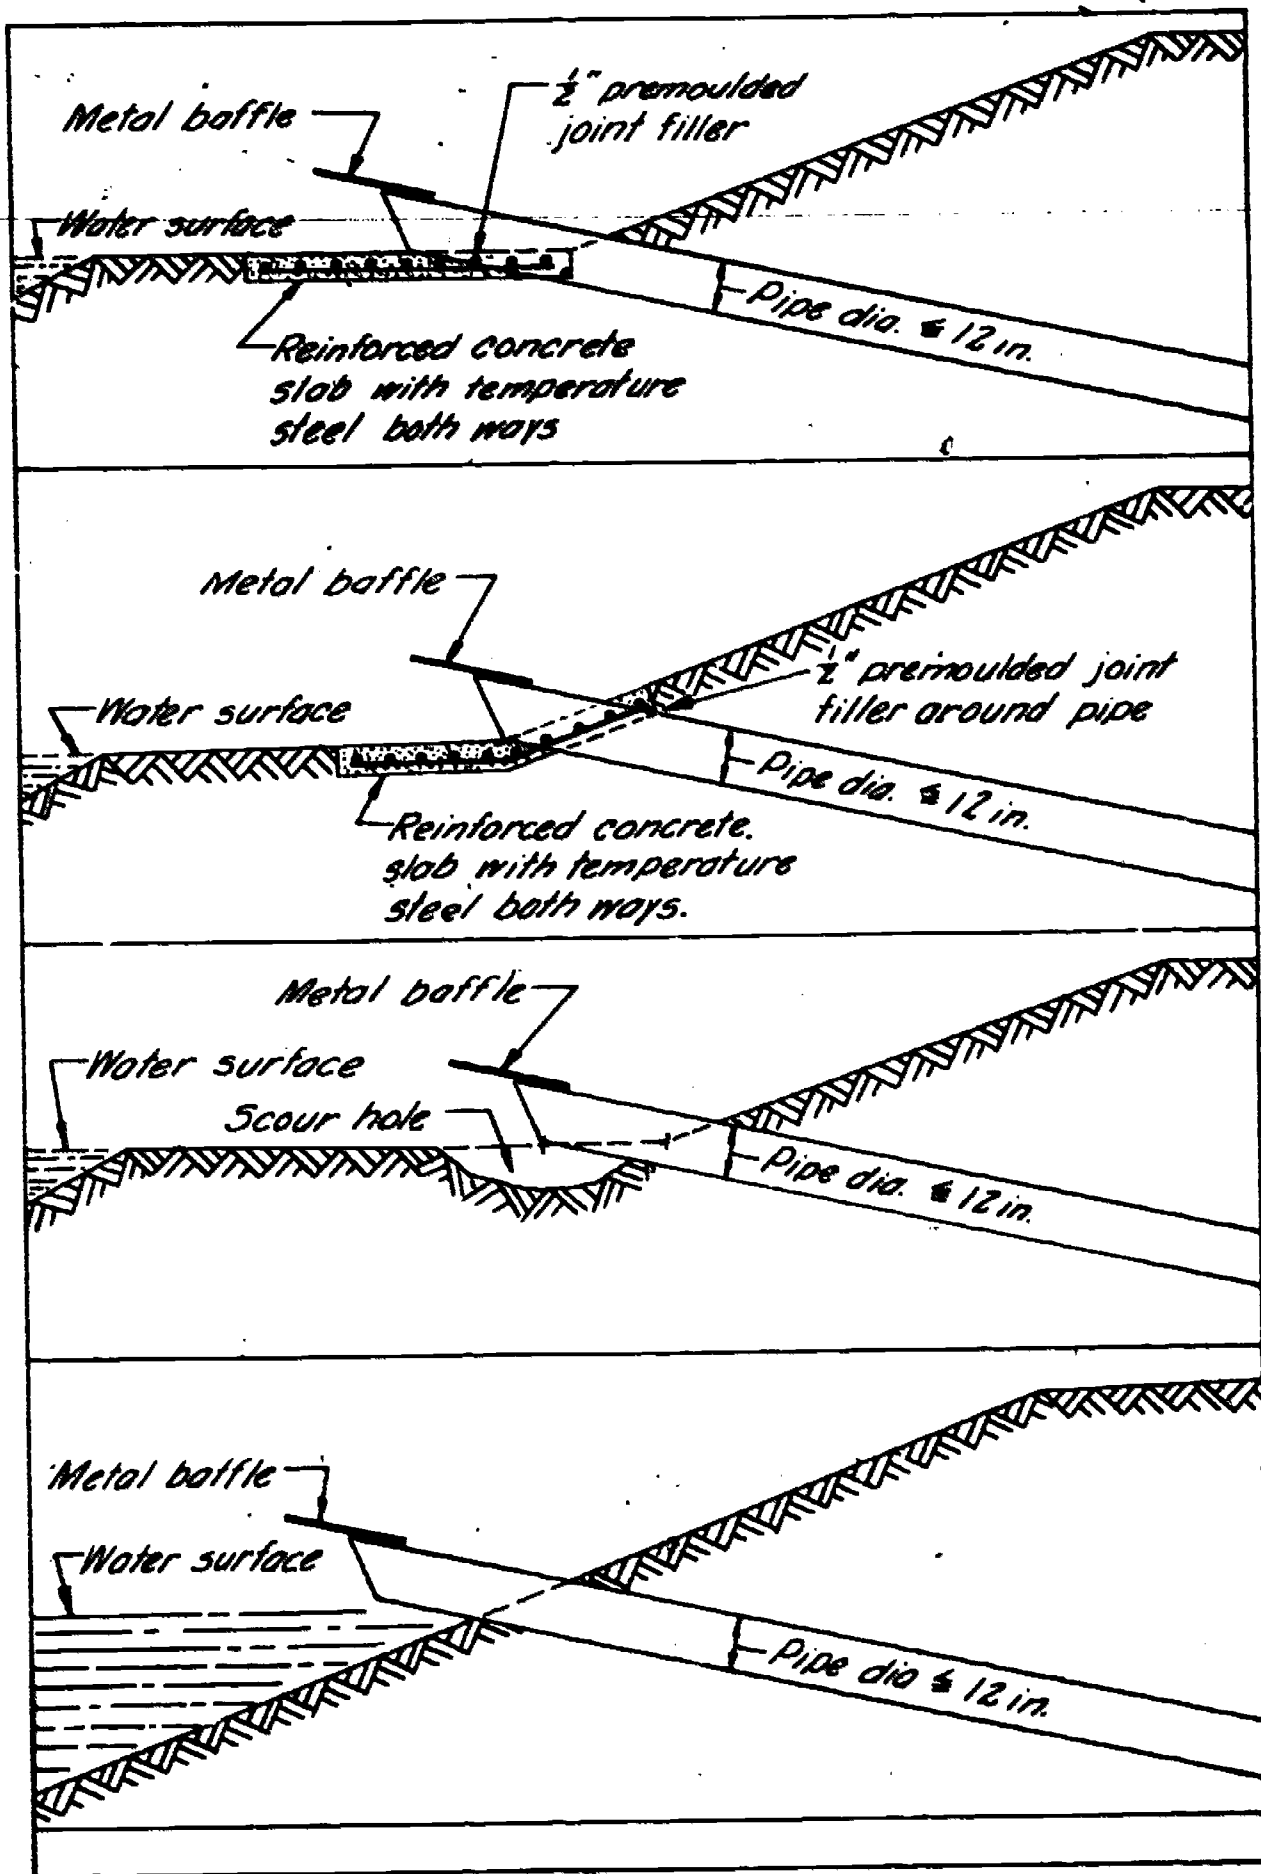 Metal baffle
½" premoulded
joint filler
Water surface
Pipe dia. ≤ 12 in.
Reinforced concrete
slab with temperature
steel both ways
Metal baffle
½" premoulded joint
filler around pipe
Water surface
Pipe dia. ≤ 12 in.
Reinforced concrete.
slab with temperature
steel both ways.
Metal baffle
Water surface
Scour hole
Pipe dia. ≤ 12 in.
Metal baffle
Water surface
Pipe dia ≤ 12 in.